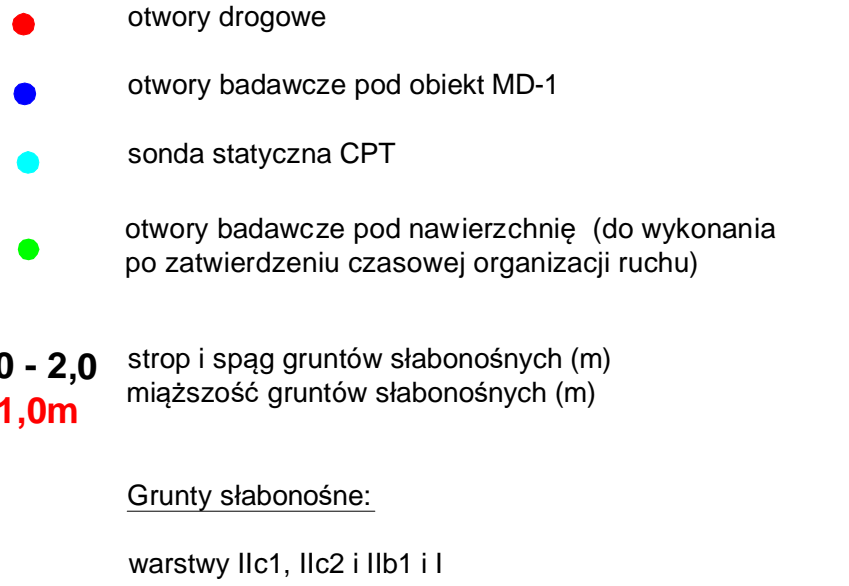 otwory drogowe
otwory badawcze pod obiekt MD-1
sonda statyczna CPT
otwory badawcze pod nawierzchnię (do wykonania
po zatwierdzeniu czasowej organizacji ruchu)
0 - 2,0 strop i spąg gruntów słabonośnych (m)
1,0m miąższość gruntów słabonośnych (m)
Grunty słabonośne:
warstwy IIc1, IIc2 i IIb1 i I